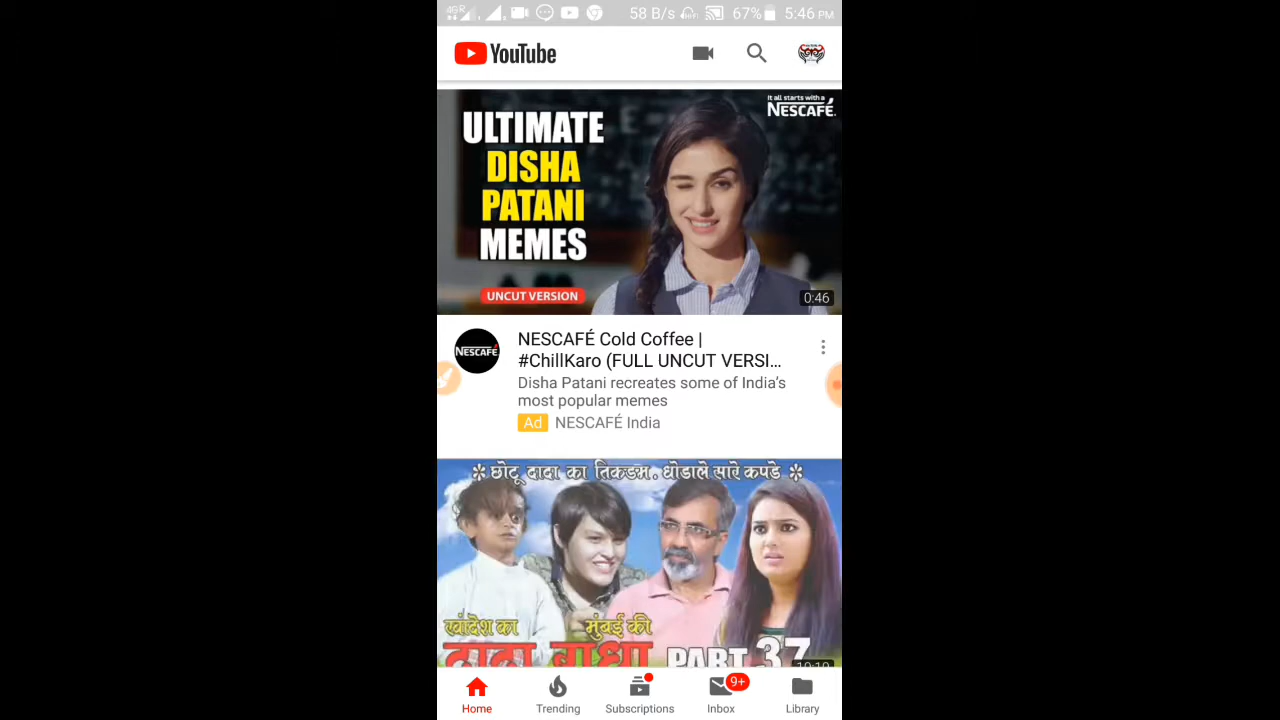 58 B/s 67% 5:46 PM
YouTube
It all starts with a
NESCAFÉ.
ULTIMATE
DISHA
PATANI
MEMES
UNCUT VERSION
0:46
NESCAFÉ
NESCAFÉ Cold Coffee |
#ChillKaro (FULL UNCUT VERSI...
Disha Patani recreates some of India's
most popular memes
Ad NESCAFÉ India
* छोटू दादा का तिकडम. धोडाले सारे कपडे *
खांदेश का मुंबई की
दादा PART 37
9+
Home Trending Subscriptions Inbox Library